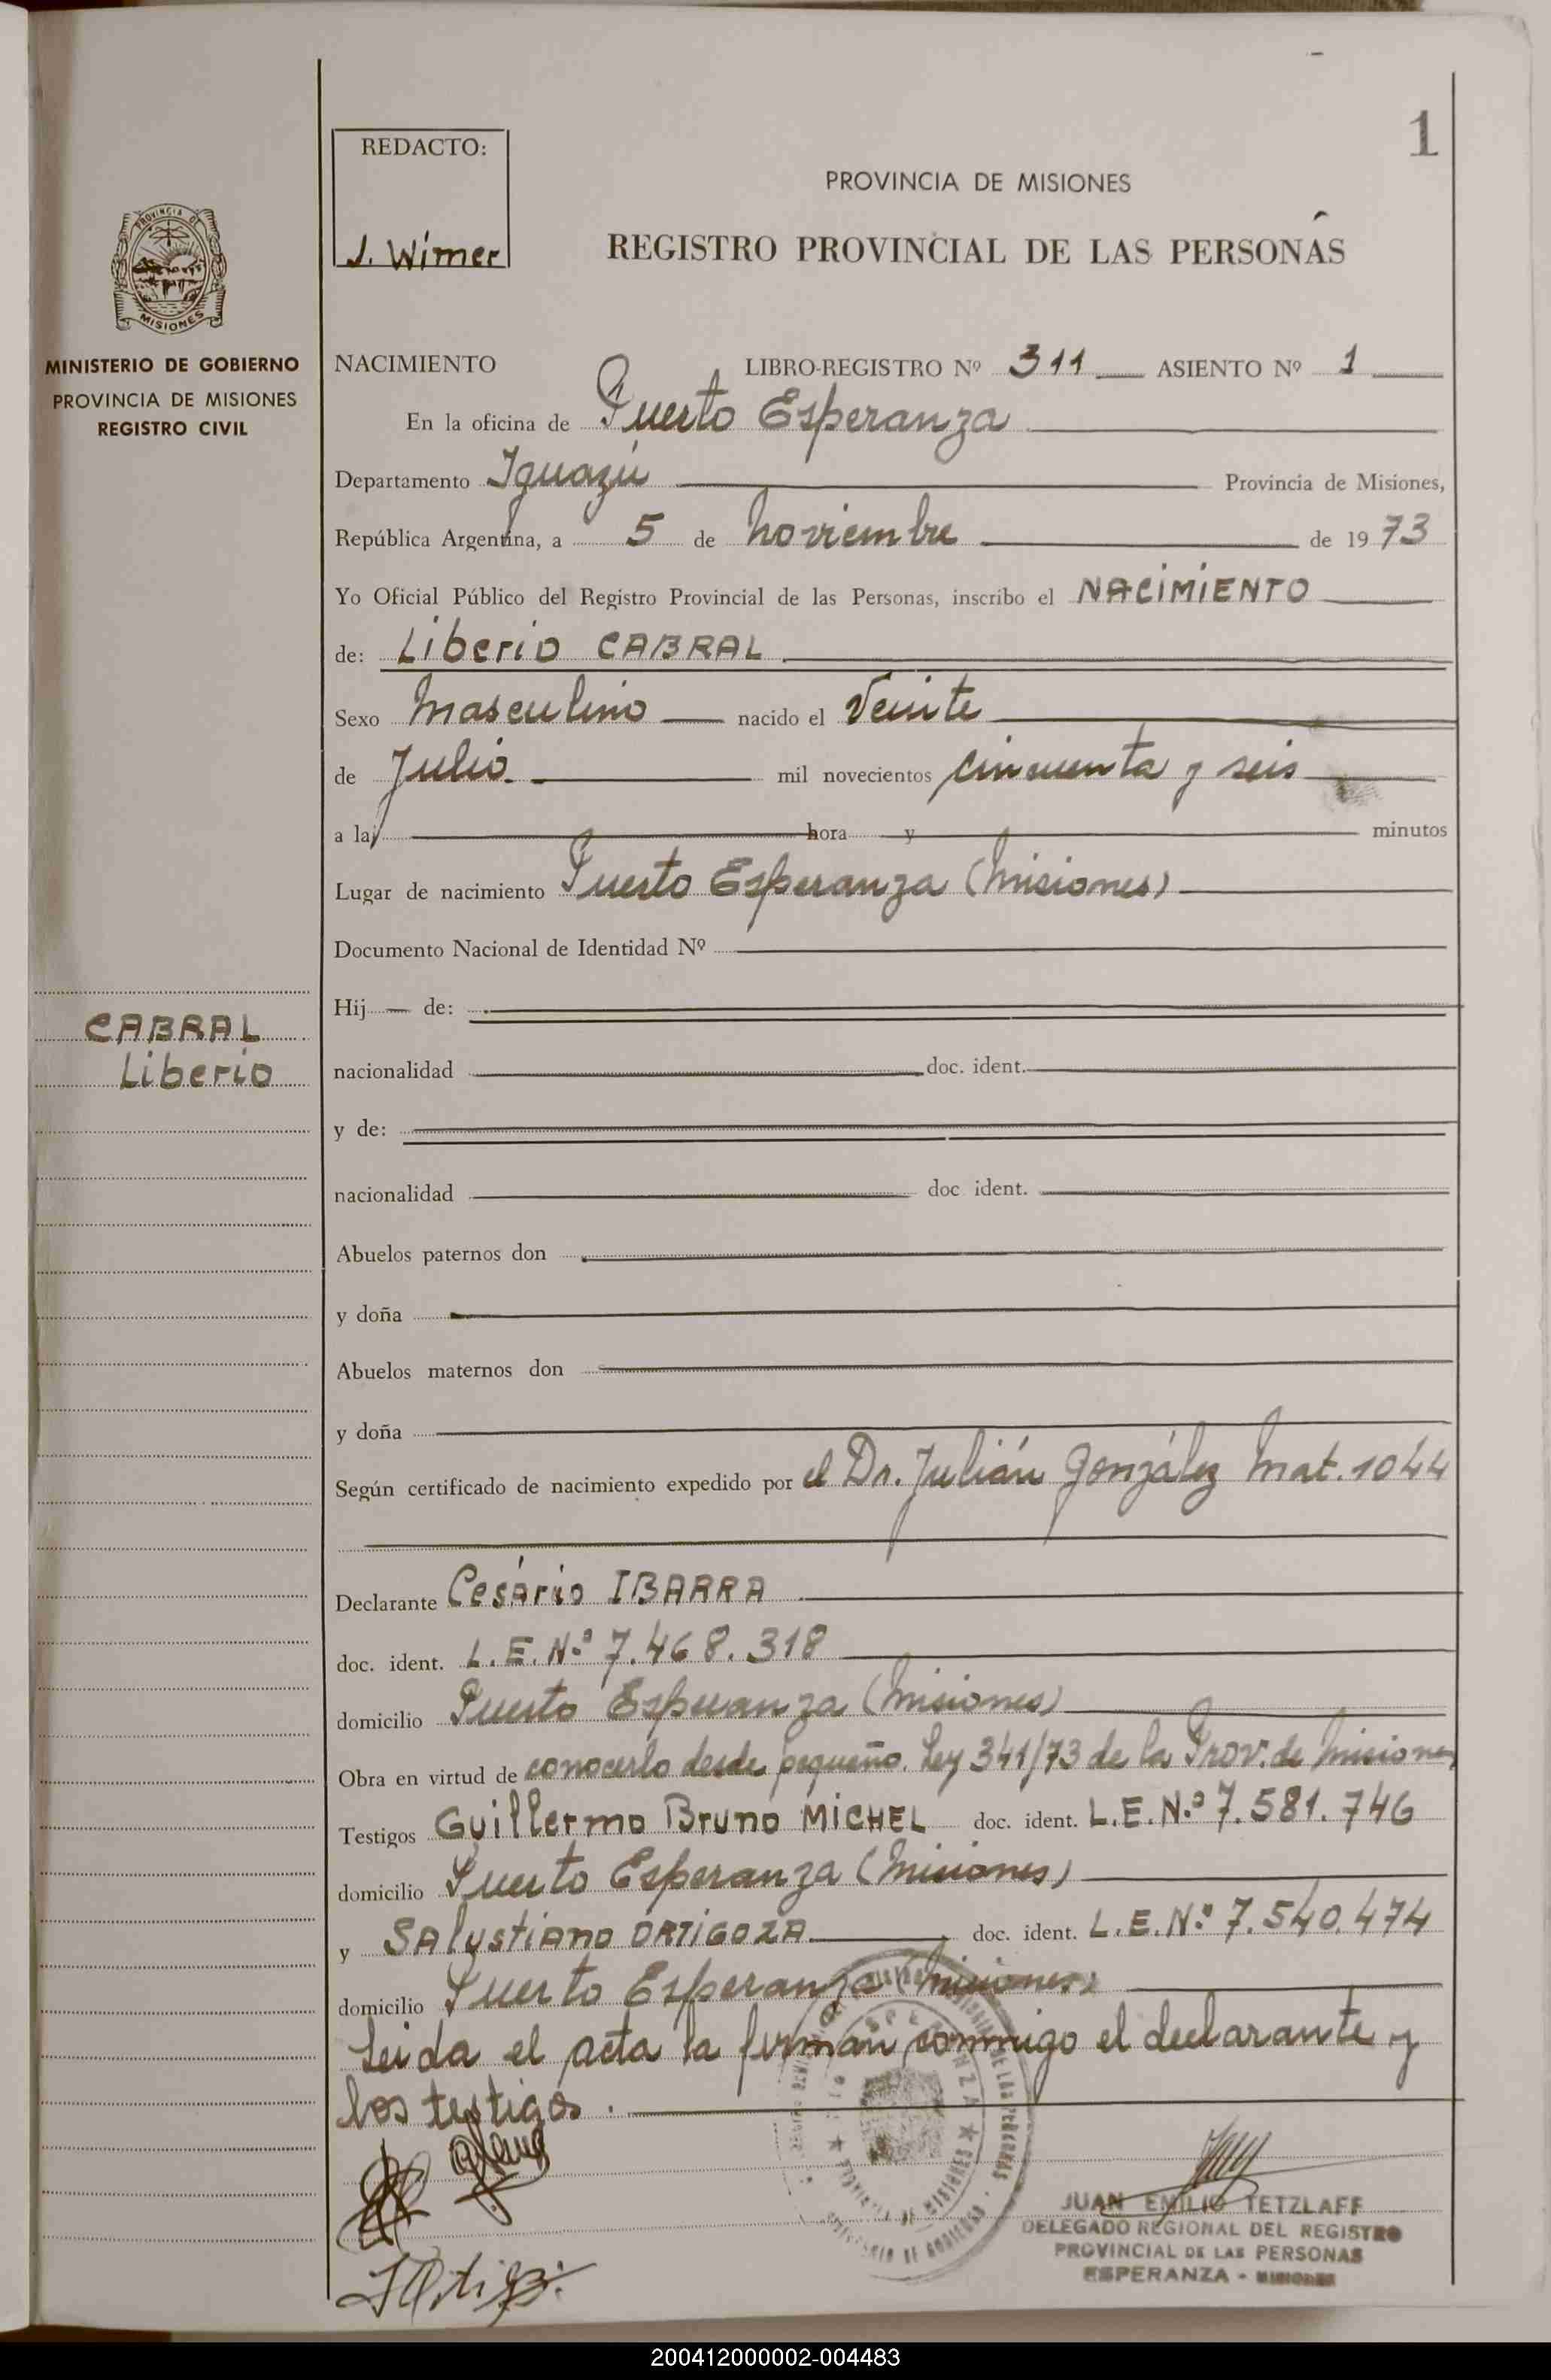 1
REDACTO:
J. Wimer
PROVINCIA DE MISIONES
REGISTRO PROVINCIAL DE LAS PERSONAS
PROVINCIA DE
MISIONES
MINISTERIO DE GOBIERNO
PROVINCIA DE MISIONES
REGISTRO CIVIL
NACIMIENTO LIBRO-REGISTRO Nº 311 ASIENTO Nº 1
En la oficina de Puerto Esperanza
Departamento Iguazú Provincia de Misiones,
República Argentina, a 5 de Noviembre de 1973
Yo Oficial Público del Registro Provincial de las Personas, inscribo el NACIMIENTO
de: Liberio CABRAL
Sexo Masculino nacido el Veinte
de Julio mil novecientos cincuenta y seis
a la hora y minutos
Lugar de nacimiento Puerto Esperanza (Misiones)
Documento Nacional de Identidad Nº
Hij de:
CABRAL
Liberio
nacionalidad doc. ident.
y de:
nacionalidad doc ident.
Abuelos paternos don
y doña
Abuelos maternos don
y doña
Según certificado de nacimiento expedido por el Dr. Julián González Mat. 1044
Declarante Cesário IBARRA
doc. ident. L.E.Nº 7.468.318
domicilio Puerto Esperanza (Misiones)
Obra en virtud de conocerlo desde pequeño. Ley 341/73 de la Prov. de Misiones
Testigos Guillermo Bruno MICHEL doc. ident. L.E.N.º 7.581.746
domicilio Puerto Esperanza (Misiones)
y SAlustiano ORTIGOZA doc. ident. L.E.Nº 7.540.474
domicilio Puerto Esperanza (Misiones)
Leida el acta la firman conmigo el declarante y
los testigos.
JUAN EMILIO TETZLAFF
DELEGADO REGIONAL DEL REGISTRO
PROVINCIAL DE LAS PERSONAS
ESPERANZA - MISIONES
200412000002-004483